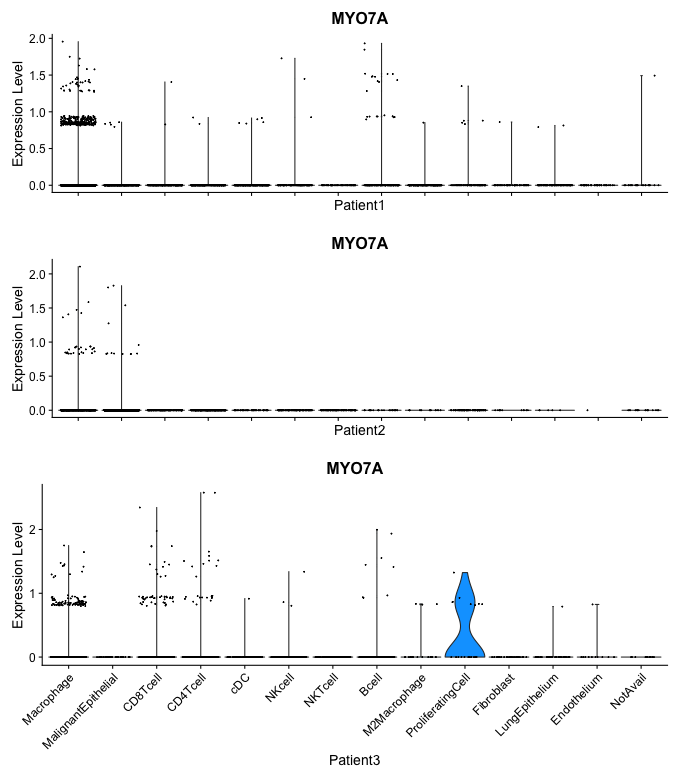 MYO7A
Expression Level
2.0
1.5
1.0
0.5
0.0
Patient1
MYO7A
Expression Level
2.0
1.5
1.0
0.5
0.0
Patient2
MYO7A
Expression Level
2
1
0
Macrophage
MalignantEpithelial
CD8Tcell
CD4Tcell
cDC
NKcell
NKTcell
Bcell
M2Macrophage
ProliferatingCell
Fibroblast
LungEpithelium
Endothelium
NotAvail
Patient3